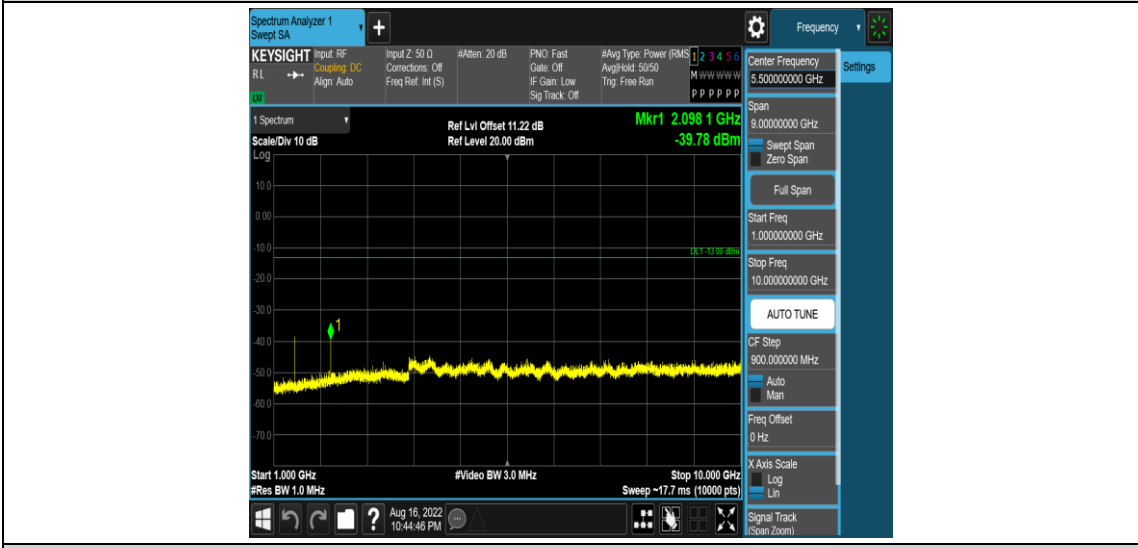 Spectrum Analyzer 1
Swept SA
+
Frequency
KEYSIGHT
RL
LXI
Input: RF
Coupling: DC
Align: Auto
Input Z: 50 Ω
Corrections: Off
Freq Ref: Int (S)
#Atten: 20 dB
PNO: Fast
Gate: Off
IF Gain: Low
Sig Track: Off
#Avg Type: Power (RMS
Avg|Hold: 50/50
Trig: Free Run
1 2 3 4 5 6
M W W W W W
P P P P P P
1 Spectrum
Scale/Div 10 dB
Ref Lvl Offset 11.22 dB
Ref Level 20.00 dBm
Mkr1 2.098 1 GHz
-39.78 dBm
Log
10.0
0.00
-10.0
DL1 -13.00 dBm
-20.0
-30.0
1
-40.0
-50.0
-60.0
-70.0
Start 1.000 GHz
#Res BW 1.0 MHz
#Video BW 3.0 MHz
Stop 10.000 GHz
Sweep ~17.7 ms (10000 pts)
?
Aug 16, 2022
10:44:46 PM
Center Frequency
5.500000000 GHz
Settings
Span
9.00000000 GHz
Swept Span
Zero Span
Full Span
Start Freq
1.000000000 GHz
Stop Freq
10.000000000 GHz
AUTO TUNE
CF Step
900.000000 MHz
Auto
Man
Freq Offset
0 Hz
X Axis Scale
Log
Lin
Signal Track
(Span Zoom)